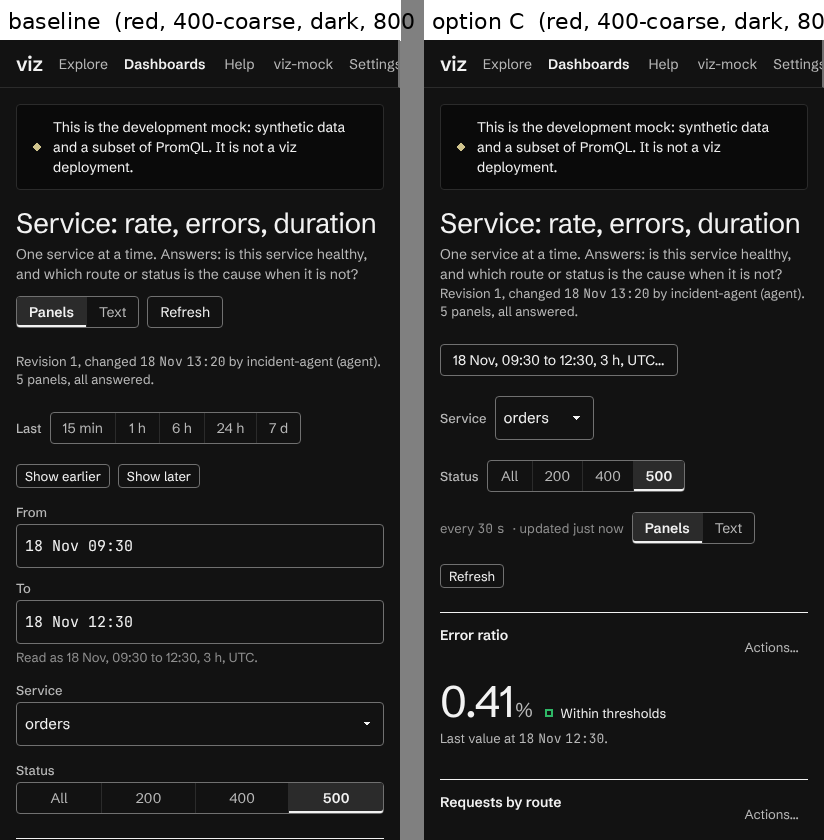 baseline  (red, 400-coarse, dark, 800
viz Explore Dashboards Help viz-mock Settings
This is the development mock: synthetic data
and a subset of PromQL. It is not a viz
deployment.
Service: rate, errors, duration
One service at a time. Answers: is this service healthy,
and which route or status is the cause when it is not?
Panels Text Refresh
Revision 1, changed 18 Nov 13:20 by incident-agent (agent).
5 panels, all answered.
Last 15 min 1 h 6 h 24 h 7 d
Show earlier Show later
From
18 Nov 09:30
To
18 Nov 12:30
Read as 18 Nov, 09:30 to 12:30, 3 h, UTC.
Service
orders
Status
All 200 400 500
option C  (red, 400-coarse, dark, 80
viz Explore Dashboards Help viz-mock Settings
This is the development mock: synthetic data
and a subset of PromQL. It is not a viz
deployment.
Service: rate, errors, duration
One service at a time. Answers: is this service healthy,
and which route or status is the cause when it is not?
Revision 1, changed 18 Nov 13:20 by incident-agent (agent).
5 panels, all answered.
18 Nov, 09:30 to 12:30, 3 h, UTC...
Service orders
Status All 200 400 500
every 30 s · updated just now Panels Text
Refresh
Error ratio
Actions...
0.41% Within thresholds
Last value at 18 Nov 12:30.
Requests by route
Actions...